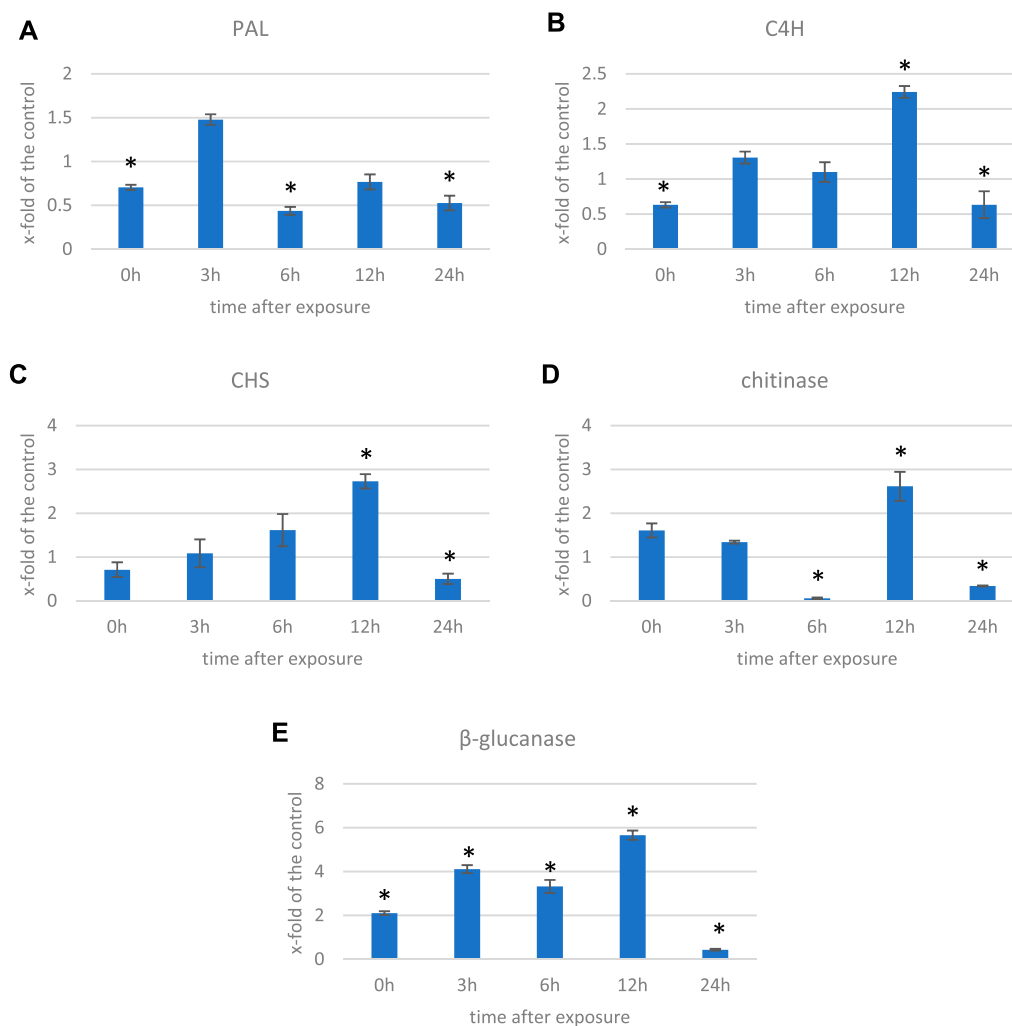 A
PAL
x-fold of the control
2
1.5
1
0.5
0
*
*
*
0h 3h 6h 12h 24h
time after exposure
B
C4H
x-fold of the control
2.5
2
1.5
1
0.5
0
*
*
*
0h 3h 6h 12h 24h
time after exposure
C
CHS
x-fold of the control
4
3
2
1
0
*
*
0h 3h 6h 12h 24h
time after exposure
D
chitinase
x-fold of the control
4
3
2
1
0
*
*
*
0h 3h 6h 12h 24h
time after exposure
E
β-glucanase
x-fold of the control
8
6
4
2
0
*
*
*
*
*
0h 3h 6h 12h 24h
time after exposure